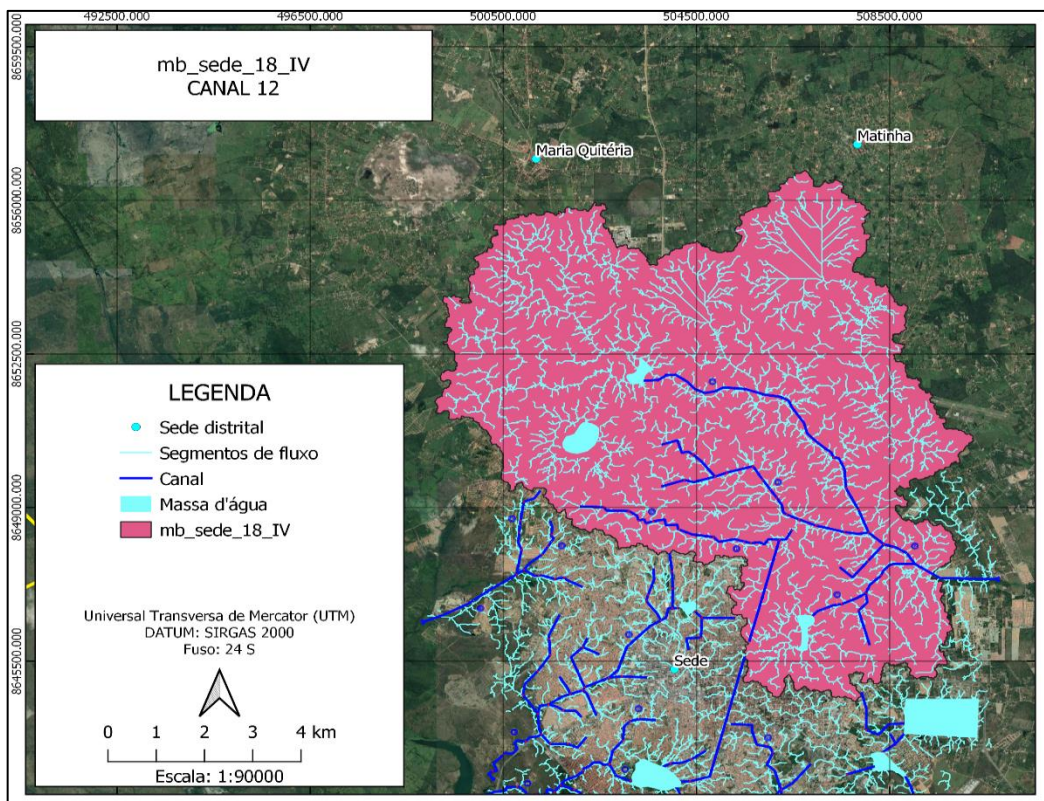 492500.000 496500.000 500500.000 504500.000 508500.000
8659500.000
8656000.000
8652500.000
8649000.000
8645500.000
mb_sede_18_IV
CANAL 12
Maria Quitéria
Matinha
LEGENDA
Sede distrital
Segmentos de fluxo
Canal
Massa d'água
mb_sede_18_IV
Universal Transversa de Mercator (UTM)
DATUM: SIRGAS 2000
Fuso: 24 S
0 1 2 3 4 km
Escala: 1:90000
Sede